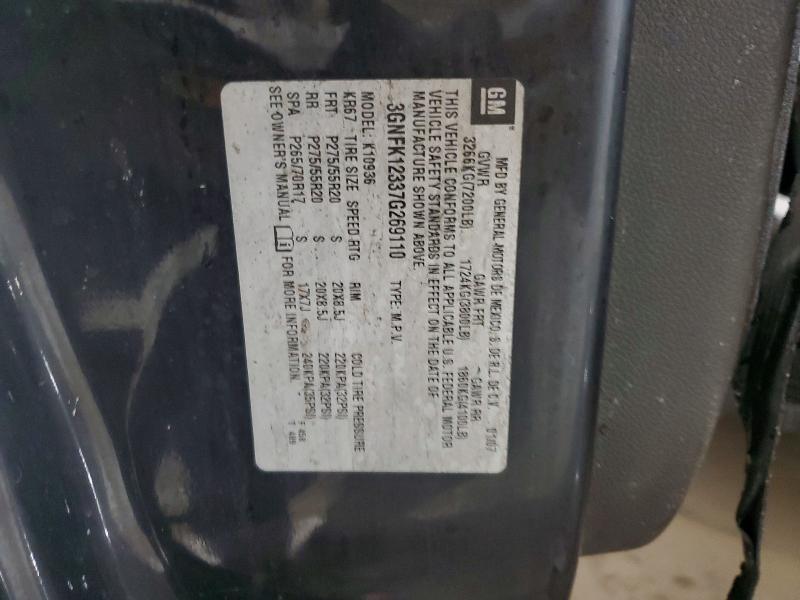 GM
MFD BY GENERAL MOTORS DE MEXICO, S. DE R.L. DE C.V. 01/07
GVWR GAWR FRT GAWR RR
3266KG(7200LB) 1724KG(3800LB) 1860KG(4100LB)
THIS VEHICLE CONFORMS TO ALL APPLICABLE U.S. FEDERAL MOTOR
VEHICLE SAFETY STANDARDS IN EFFECT ON THE DATE OF
MANUFACTURE SHOWN ABOVE.
3GNFK12337G269110 TYPE: M.P.V.
MODEL: K10936
KR67 TIRE SIZE SPEED RTG RIM COLD TIRE PRESSURE
FRT P275/55R20 S 20X8.5J 220KPA(32PSI)
RR P275/55R20 S 20X8.5J 220KPA(32PSI)
SPA P265/70R17 S 17X7J 240KPA(35PSI)
SEE OWNER'S MANUAL i FOR MORE INFORMATION.